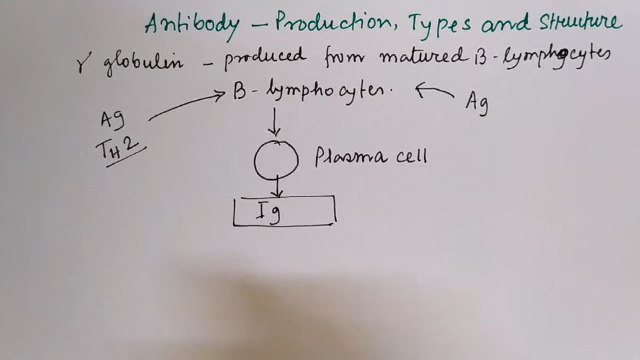 Antibody – Production, Types and Structure
γ globulin – produced from matured B-lymphocytes
B-lymphocytes.
Ag
Ag
TH2
Plasma cell
Ig